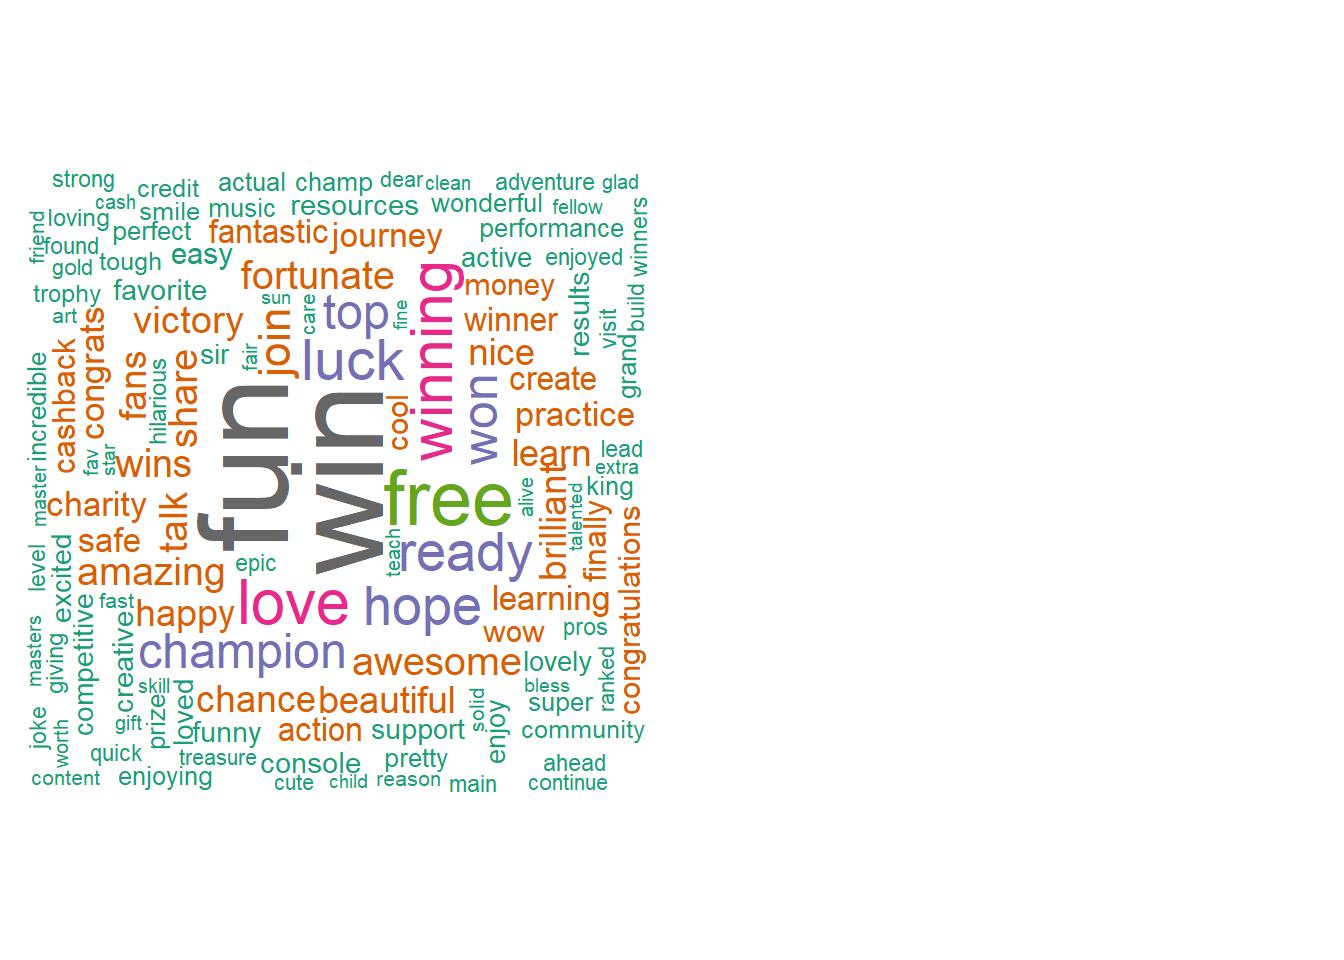 strong
credit
actual
champ
dear
clean
adventure
glad
cash
loving
smile
music
resources
wonderful
fellow
friend
found
perfect
fantastic
journey
performance
winners
gold
tough
easy
active
enjoyed
trophy
favorite
fortunate
money
build
art
sun
care
top
fine
winning
results
visit
victory
join
winner
congrats
cashback
fans
share
sir
fair
luck
nice
grand
incredible
hilarious
fun
win
cool
won
create
practice
fav
star
wins
learn
lead
extra
master
charity
talk
free
alive
brilliant
talented
king
finally
safe
teach
ready
congratulations
level
excited
amazing
epic
fast
happy
love
hope
learning
masters
giving
competitive
creative
champion
wow
pros
awesome
lovely
ranked
skill
bless
joke
worth
gift
prize
loved
chance
beautiful
solid
enjoy
super
funny
action
support
community
quick
treasure
console
pretty
ahead
content
enjoying
cute
child
reason
main
continue